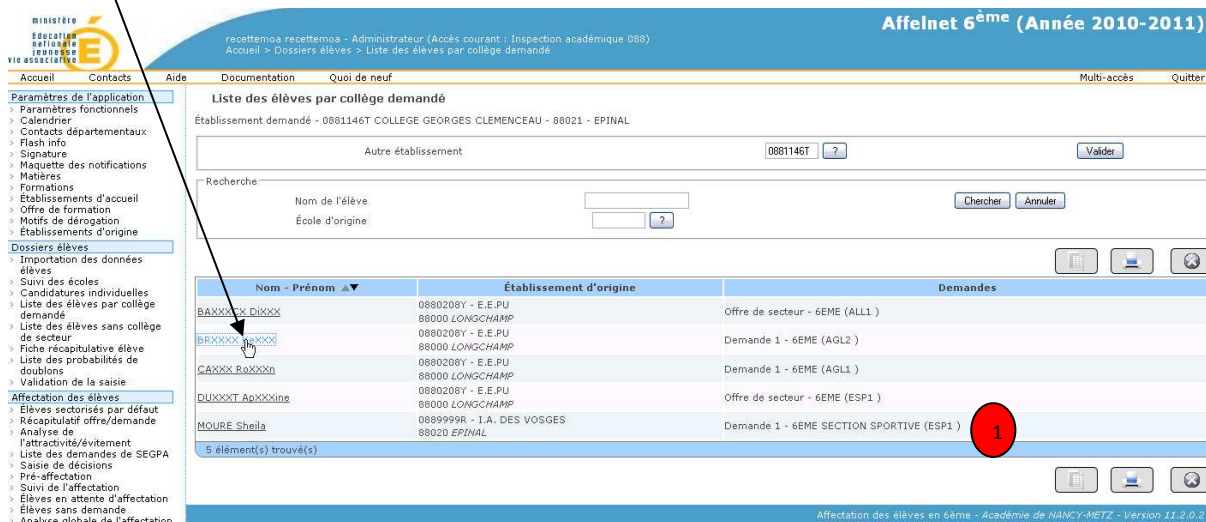 ministère
éducation
nationale
jeunesse
vie associative
É
Affelnet 6ème (Année 2010-2011)
recettemoa recettemoa - Administrateur (Accès courant : Inspection académique 088)
Accueil > Dossiers élèves > Liste des élèves par collège demandé
Accueil Contacts Aide Documentation Quoi de neuf Multi-accès Quitter
Paramètres de l'application
> Paramètres fonctionnels
> Calendrier
> Contacts départementaux
> Flash info
> Signature
> Maquette des notifications
> Matières
> Formations
> Établissements d'accueil
> Offre de formation
> Motifs de dérogation
> Établissements d'origine
Dossiers élèves
> Importation des données
élèves
> Suivi des écoles
> Candidatures individuelles
> Liste des élèves par collège
demandé
> Liste des élèves sans collège
de secteur
> Fiche récapitulative élève
> Liste des probabilités de
doublons
> Validation de la saisie
Affectation des élèves
> Élèves sectorisés par défaut
> Récapitulatif offre/demande
> Analyse de
l'attractivité/évitement
> Liste des demandes de SEGPA
> Saisie de décisions
> Pré-affectation
> Suivi de l'affectation
> Élèves en attente d'affectation
> Élèves sans demande
> Analyse globale de l'affectation
Liste des élèves par collège demandé
Établissement demandé - 0881146T COLLEGE GEORGES CLEMENCEAU - 88021 - EPINAL
Autre établissement 0881146T ? Valider
Recherche
Nom de l'élève Chercher Annuler
École d'origine ?
Nom - Prénom Établissement d'origine Demandes
BAXXXCX DiXXX 0880208Y - E.E.PU Offre de secteur - 6EME (ALL1 )
88000 LONGCHAMP
BRXXXX 0880208Y - E.E.PU Demande 1 - 6EME (AGL2 )
88000 LONGCHAMP
CAXXX RoXXXn 0880208Y - E.E.PU Demande 1 - 6EME (AGL1 )
88000 LONGCHAMP
DUXXXT ApXXXine 0880208Y - E.E.PU Offre de secteur - 6EME (ESP1 )
88000 LONGCHAMP
MOURE Sheila 0889999R - I.A. DES VOSGES Demande 1 - 6EME SECTION SPORTIVE (ESP1 ) 1
88020 EPINAL
5 élément(s) trouvé(s)
Affectation des élèves en 6ème - Académie de NANCY-METZ - Version 11.2.0.2